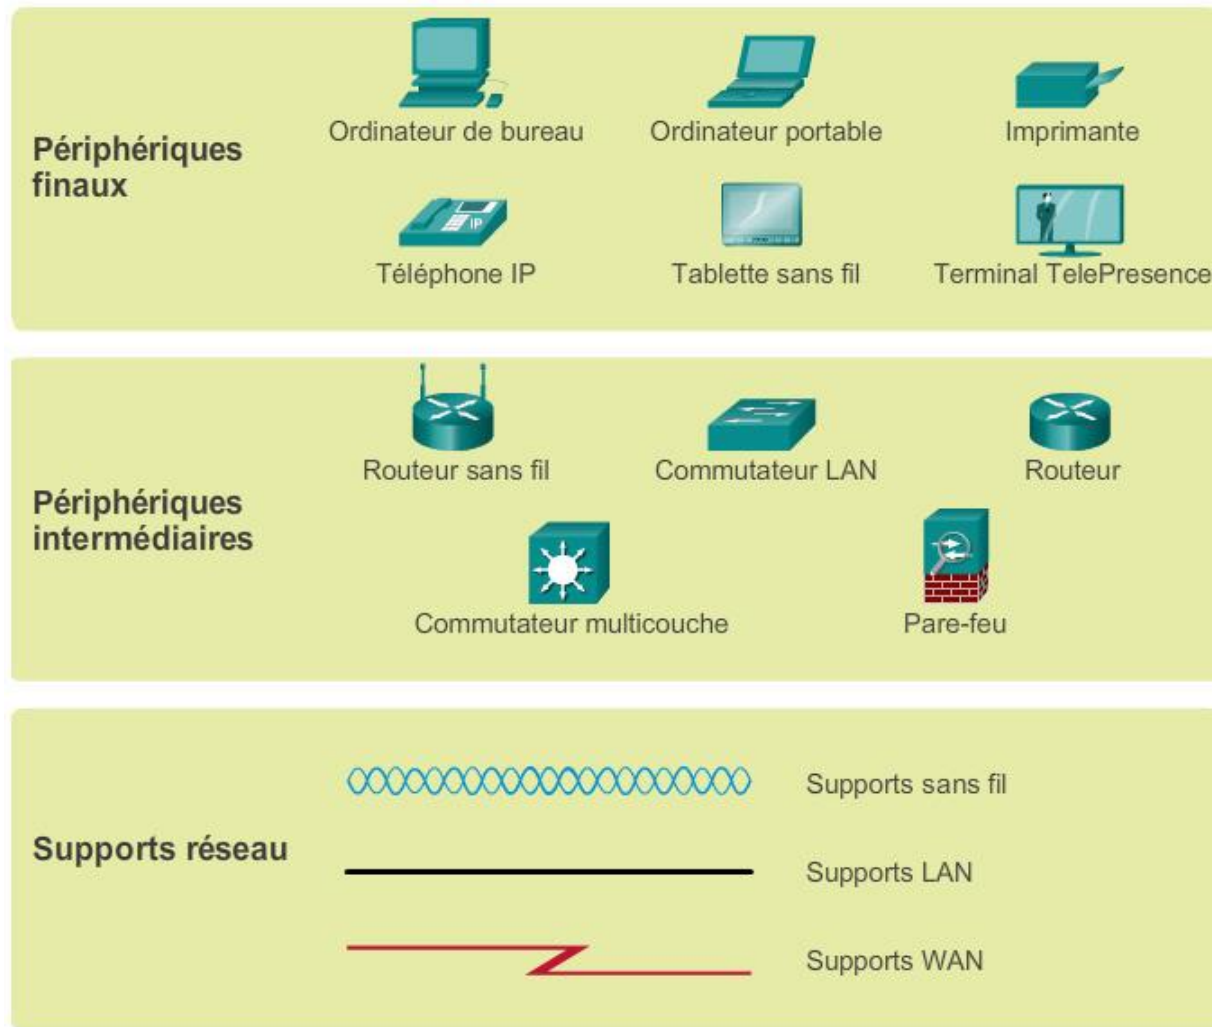 Ordinateur de bureau
Ordinateur portable
Imprimante
Périphériques
finaux
IP
Téléphone IP
Tablette sans fil
Terminal TelePresence
Routeur sans fil
Commutateur LAN
Routeur
Périphériques
intermédiaires
Commutateur multicouche
Pare-feu
Supports sans fil
Supports réseau
Supports LAN
Supports WAN